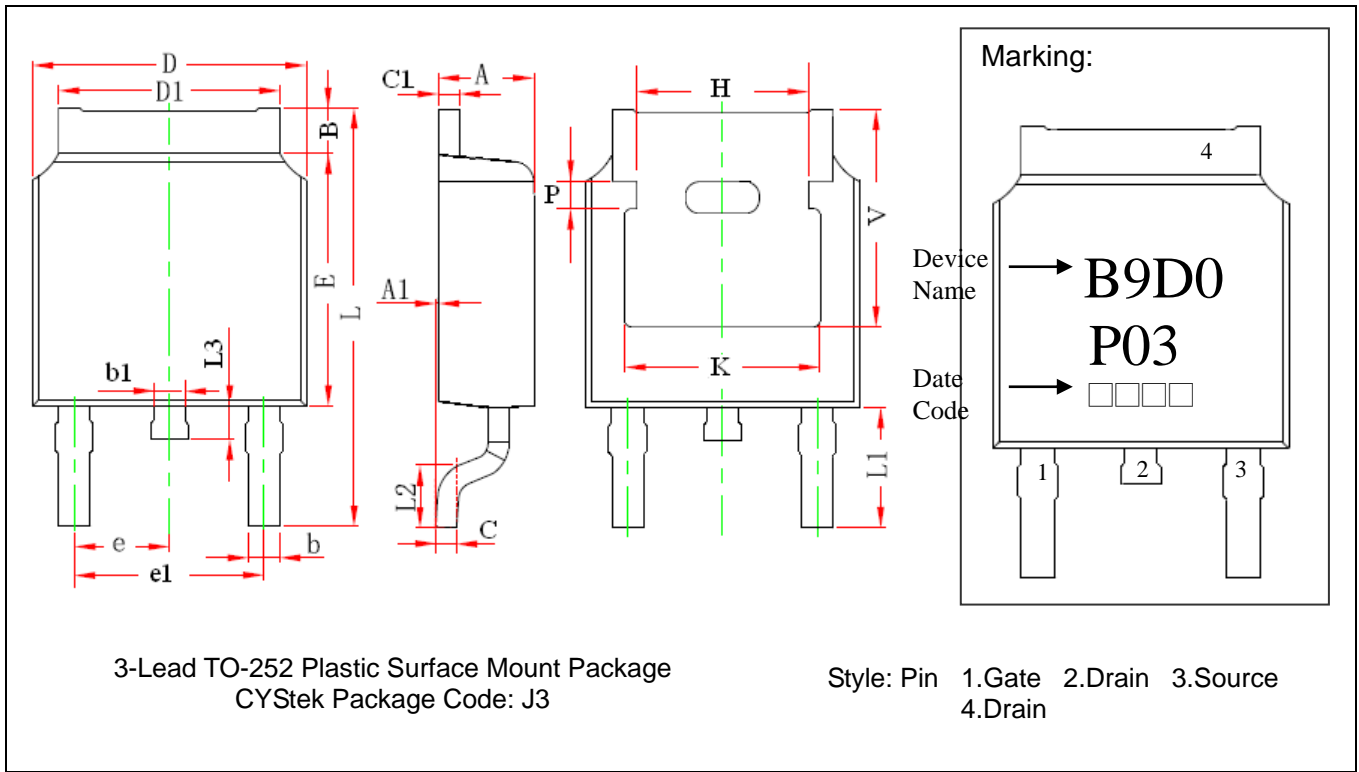 D
D1
B
E
L
L3
b1
e
b
e1
C1
A
A1
L2
C
H
P
V
K
L1
Marking:
4
Device
Name
B9D0
P03
Date
Code
□□□□
1
2
3
3-Lead TO-252 Plastic Surface Mount Package
CYStek Package Code: J3
Style: Pin 1.Gate 2.Drain 3.Source
4.Drain